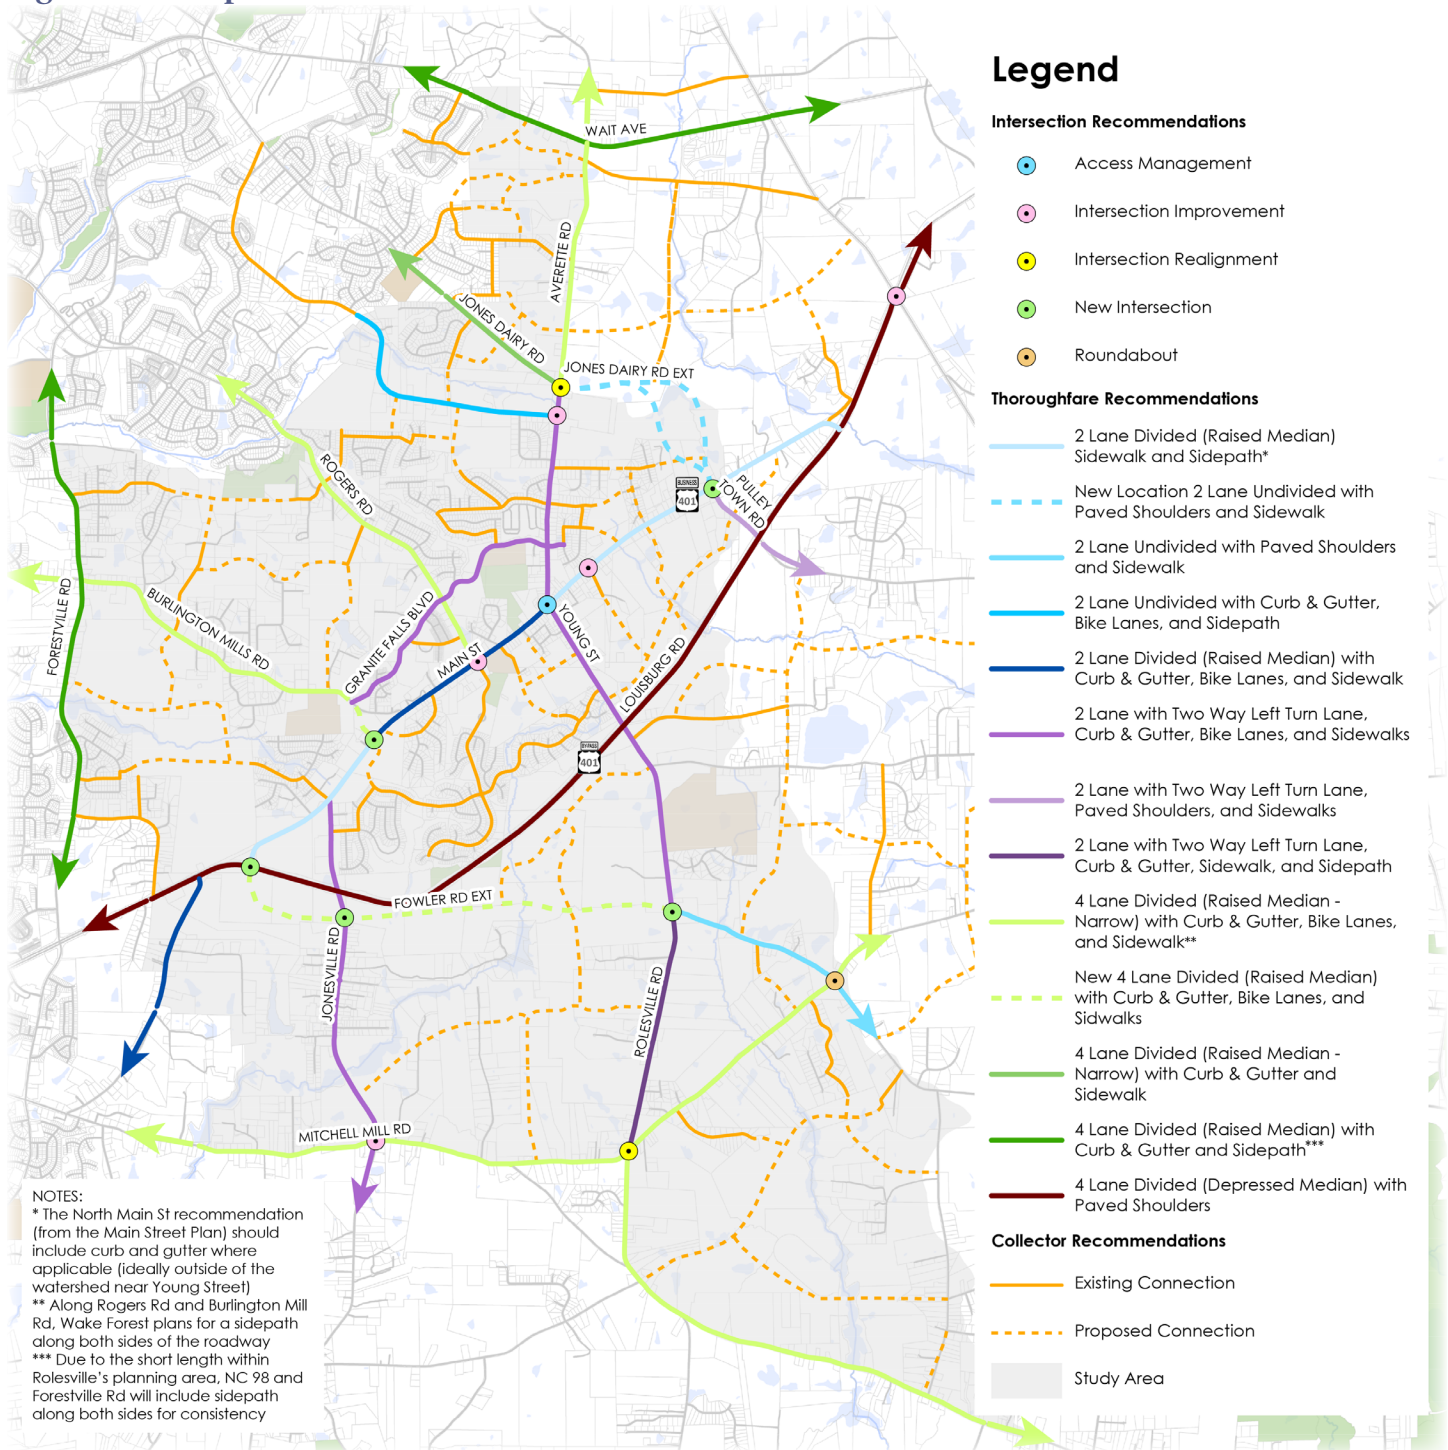 WAIT AVE
AVERETTE RD
JONES DAIRY RD
JONES DAIRY RD EXT
ROGERS RD
BUSINESS
401
PULLEY
TOWN RD
FORESTVILLE RD
BURLINGTON MILLS RD
GRANITE FALLS BLVD
MAIN ST
YOUNG ST
LOUISBURG RD
BYPASS
401
FOWLER RD EXT
JONESVILLE RD
ROLESVILLE RD
MITCHELL MILL RD
NOTES:
* The North Main St recommendation
(from the Main Street Plan) should
include curb and gutter where
applicable (ideally outside of the
watershed near Young Street)
** Along Rogers Rd and Burlington Mill
Rd, Wake Forest plans for a sidepath
along both sides of the roadway
*** Due to the short length within
Rolesville's planning area, NC 98 and
Forestville Rd will include sidepath
along both sides for consistency
Legend
Intersection Recommendations
Access Management
Intersection Improvement
Intersection Realignment
New Intersection
Roundabout
Thoroughfare Recommendations
2 Lane Divided (Raised Median)
Sidewalk and Sidepath*
New Location 2 Lane Undivided with
Paved Shoulders and Sidewalk
2 Lane Undivided with Paved Shoulders
and Sidewalk
2 Lane Undivided with Curb & Gutter,
Bike Lanes, and Sidepath
2 Lane Divided (Raised Median) with
Curb & Gutter, Bike Lanes, and Sidewalk
2 Lane with Two Way Left Turn Lane,
Curb & Gutter, Bike Lanes, and Sidewalks
2 Lane with Two Way Left Turn Lane,
Paved Shoulders, and Sidewalks
2 Lane with Two Way Left Turn Lane,
Curb & Gutter, Sidewalk, and Sidepath
4 Lane Divided (Raised Median -
Narrow) with Curb & Gutter, Bike Lanes,
and Sidewalk**
New 4 Lane Divided (Raised Median)
with Curb & Gutter, Bike Lanes, and
Sidwalks
4 Lane Divided (Raised Median -
Narrow) with Curb & Gutter and
Sidewalk
4 Lane Divided (Raised Median) with
Curb & Gutter and Sidepath***
4 Lane Divided (Depressed Median) with
Paved Shoulders
Collector Recommendations
Existing Connection
Proposed Connection
Study Area